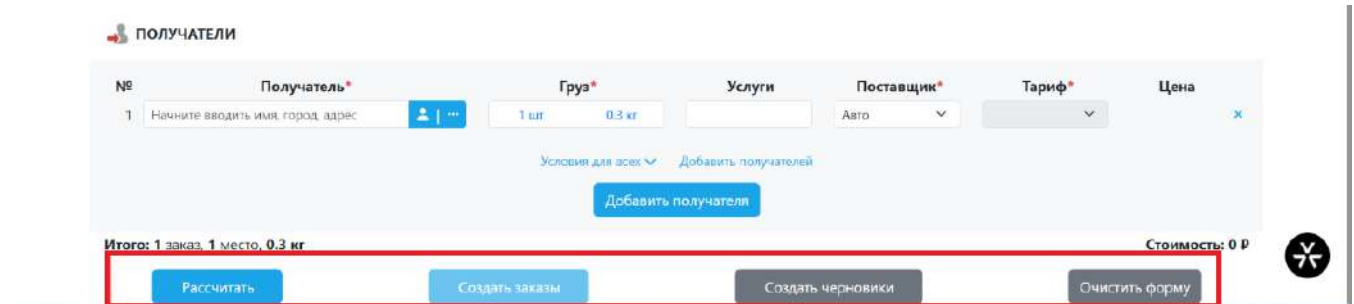 ПОЛУЧАТЕЛИ
№ Получатель* Груз* Услуги Поставщик* Тариф* Цена
1 Начните вводить имя, город, адрес 1 шт 0.3 кг Авто
Условия для всех Добавить получателей
Добавить получателя
Итого: 1 заказ, 1 место, 0.3 кг Стоимость: 0 ₽
Рассчитать Создать заказы Создать черновики Очистить форму